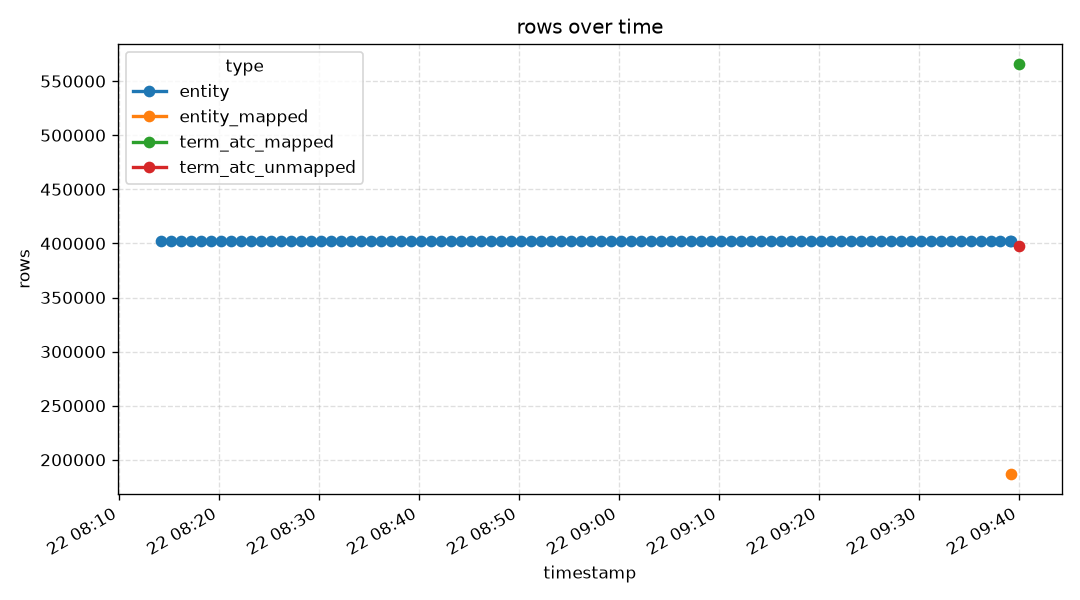 rows over time
type
entity
entity_mapped
term_atc_mapped
term_atc_unmapped
rows
550000
500000
450000
400000
350000
300000
250000
200000
22 08:10
22 08:20
22 08:30
22 08:40
22 08:50
22 09:00
22 09:10
22 09:20
22 09:30
22 09:40
timestamp